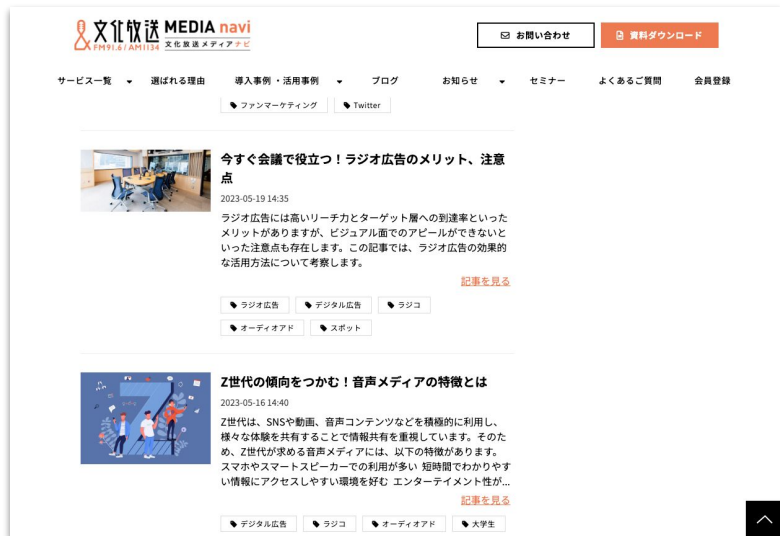 文化放送 MEDIA navi
FM91.6/AM1134 文化放送メディアナビ
お問い合わせ
資料ダウンロード
サービス一覧 選ばれる理由 導入事例・活用事例 ブログ お知らせ セミナー よくあるご質問 会員登録
ファンマーケティング Twitter
今すぐ会議で役立つ！ラジオ広告のメリット、注意
点
2023-05-19 14:35
ラジオ広告には高いリーチ力とターゲット層への到達率といった
メリットがありますが、ビジュアル面でのアピールができないと
いった注意点も存在します。この記事では、ラジオ広告の効果的
な活用方法について考察します。
記事を見る
ラジオ広告 デジタル広告 ラジコ
オーディオアド スポット
Z世代の傾向をつかむ！音声メディアの特徴とは
2023-05-16 14:40
Z世代は、SNSや動画、音声コンテンツなどを積極的に利用し、
様々な体験を共有することで情報共有を重視しています。そのた
め、Z世代が求める音声メディアには、以下の特徴があります。
スマホやスマートスピーカーでの利用が多い 短時間でわかりやす
い情報にアクセスしやすい環境を好む エンターテイメント性が...
記事を見る
デジタル広告 ラジコ オーディオアド 大学生
Z